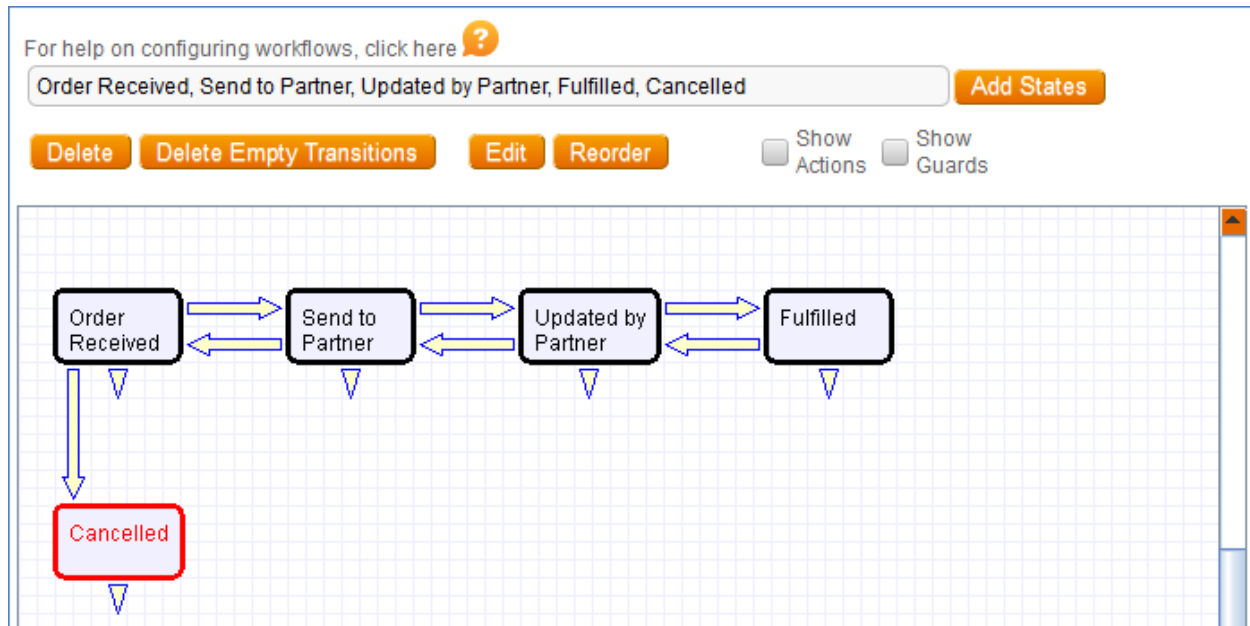 For help on configuring workflows, click here ?
Order Received, Send to Partner, Updated by Partner, Fulfilled, Cancelled
Add States
Delete
Delete Empty Transitions
Edit
Reorder
Show
Actions
Show
Guards
Order
Received
Send to
Partner
Updated by
Partner
Fulfilled
Cancelled